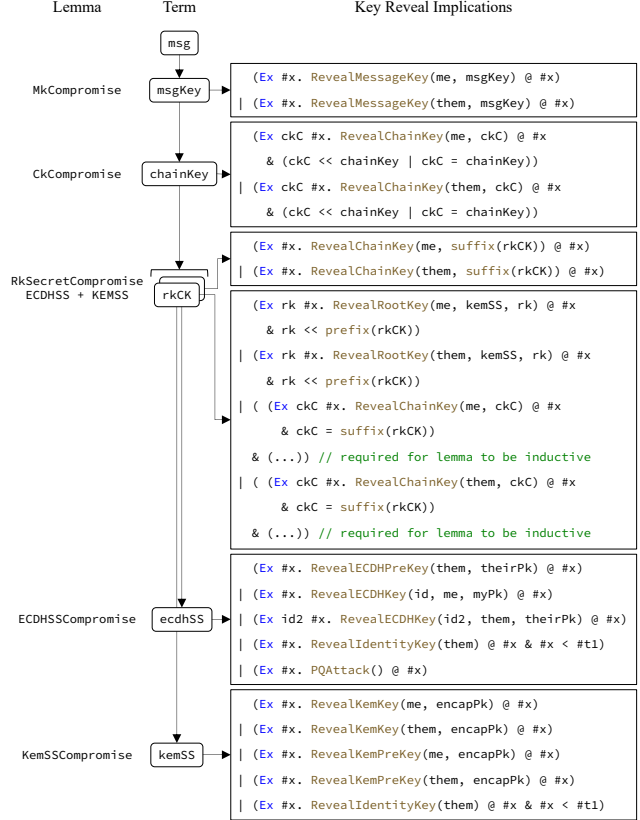 Lemma Term Key Reveal Implications
msg
MkCompromise msgKey
(Ex #x. RevealMessageKey(me, msgKey) @ #x)
| (Ex #x. RevealMessageKey(them, msgKey) @ #x)
CkCompromise chainKey
(Ex ckC #x. RevealChainKey(me, ckC) @ #x
& (ckC << chainKey | ckC = chainKey))
| (Ex ckC #x. RevealChainKey(them, ckC) @ #x
& (ckC << chainKey | ckC = chainKey))
RkSecretCompromise
ECDHSS + KEMSS
rkCK
(Ex #x. RevealChainKey(me, suffix(rkCK)) @ #x)
| (Ex #x. RevealChainKey(them, suffix(rkCK)) @ #x)
(Ex rk #x. RevealRootKey(me, kemSS, rk) @ #x
& rk << prefix(rkCK))
| (Ex rk #x. RevealRootKey(them, kemSS, rk) @ #x
& rk << prefix(rkCK))
| ( (Ex ckC #x. RevealChainKey(me, ckC) @ #x
& ckC = suffix(rkCK))
& (...)) // required for lemma to be inductive
| ( (Ex ckC #x. RevealChainKey(them, ckC) @ #x
& ckC = suffix(rkCK))
& (...)) // required for lemma to be inductive
ECDHSSCompromise ecdhSS
(Ex #x. RevealECDHPreKey(them, theirPk) @ #x)
| (Ex #x. RevealECDHKey(id, me, myPk) @ #x)
| (Ex id2 #x. RevealECDHKey(id2, them, theirPk) @ #x)
| (Ex #x. RevealIdentityKey(them) @ #x & #x < #t1)
| (Ex #x. PQAttack() @ #x)
KemSSCompromise kemSS
(Ex #x. RevealKemKey(me, encapPk) @ #x)
| (Ex #x. RevealKemKey(them, encapPk) @ #x)
| (Ex #x. RevealKemPreKey(me, encapPk) @ #x)
| (Ex #x. RevealKemPreKey(them, encapPk) @ #x)
| (Ex #x. RevealIdentityKey(them) @ #x & #x < #t1)